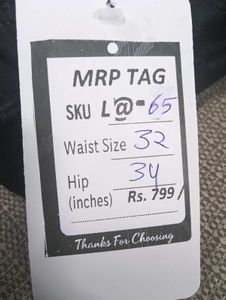 MRP TAG
SKU L@-65
Waist Size 32
Hip 34
(inches) Rs. 799/
Thanks For Choosing